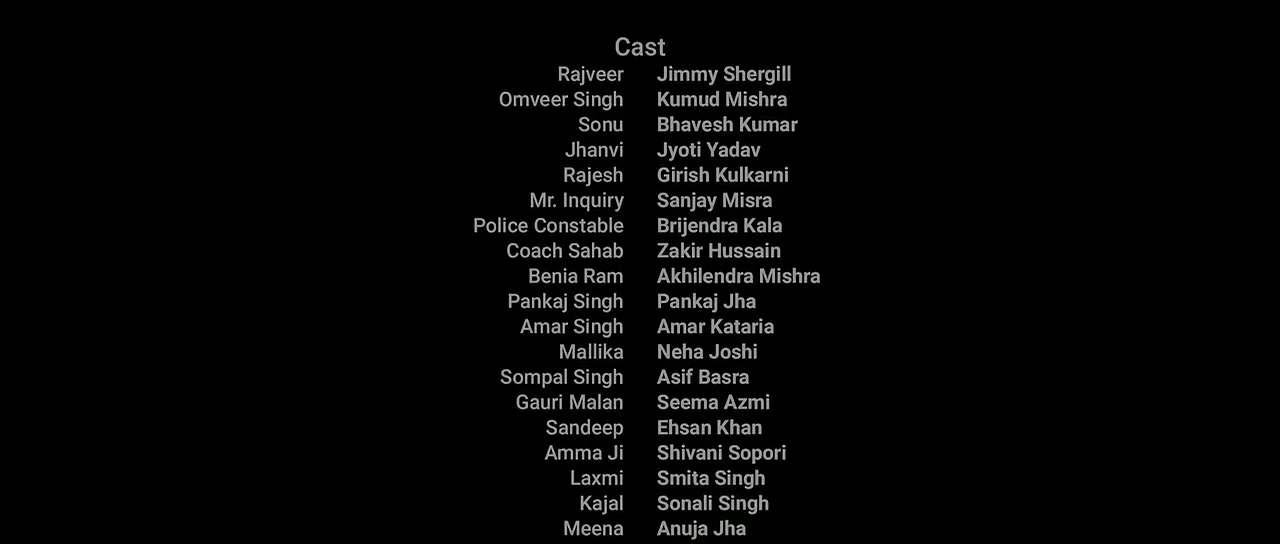 Cast
Rajveer Jimmy Shergill
Omveer Singh Kumud Mishra
Sonu Bhavesh Kumar
Jhanvi Jyoti Yadav
Rajesh Girish Kulkarni
Mr. Inquiry Sanjay Misra
Police Constable Brijendra Kala
Coach Sahab Zakir Hussain
Benia Ram Akhilendra Mishra
Pankaj Singh Pankaj Jha
Amar Singh Amar Kataria
Mallika Neha Joshi
Sompal Singh Asif Basra
Gauri Malan Seema Azmi
Sandeep Ehsan Khan
Amma Ji Shivani Sopori
Laxmi Smita Singh
Kajal Sonali Singh
Meena Anuja Jha